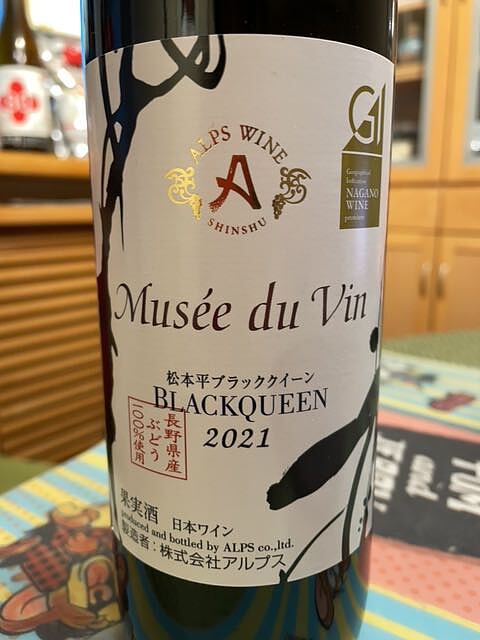 ALPS WINE
A
SHINSHU
GI
Geographical
Indication
NAGANO
WINE
premium
Musée du Vin
松本平ブラッククイーン
BLACKQUEEN
2021
長野県産
ぶどう
100%使用
果実酒 日本ワイン
produced and bottled by ALPS co.,ltd.
製造者：株式会社アルプス
and